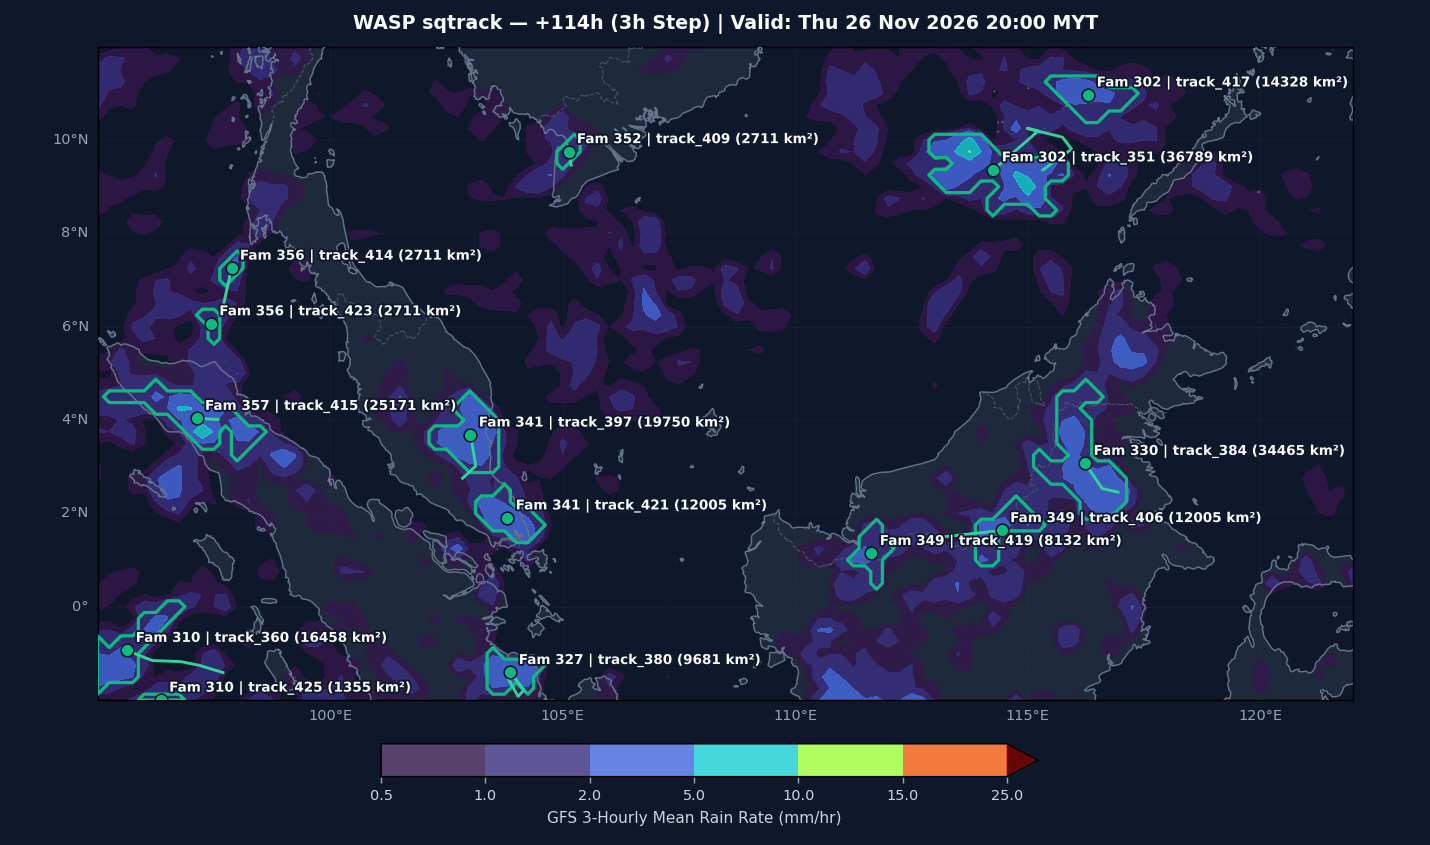 WASP sqtrack — +114h (3h Step) | Valid: Thu 26 Nov 2026 20:00 MYT
Fam 302 | track_417 (14328 km²)
10°N
Fam 352 | track_409 (2711 km²)
Fam 302 | track_351 (36789 km²)
8°N
Fam 356 | track_414 (2711 km²)
Fam 356 | track_423 (2711 km²)
6°N
Fam 357 | track_415 (25171 km²)
4°N
Fam 341 | track_397 (19750 km²)
Fam 330 | track_384 (34465 km²)
Fam 341 | track_421 (12005 km²)
2°N
Fam 349 | track_406 (12005 km²)
Fam 349 | track_419 (8132 km²)
0°
Fam 310 | track_360 (16458 km²)
Fam 327 | track_380 (9681 km²)
Fam 310 | track_425 (1355 km²)
100°E 105°E 110°E 115°E 120°E
0.5 1.0 2.0 5.0 10.0 15.0 25.0
GFS 3-Hourly Mean Rain Rate (mm/hr)